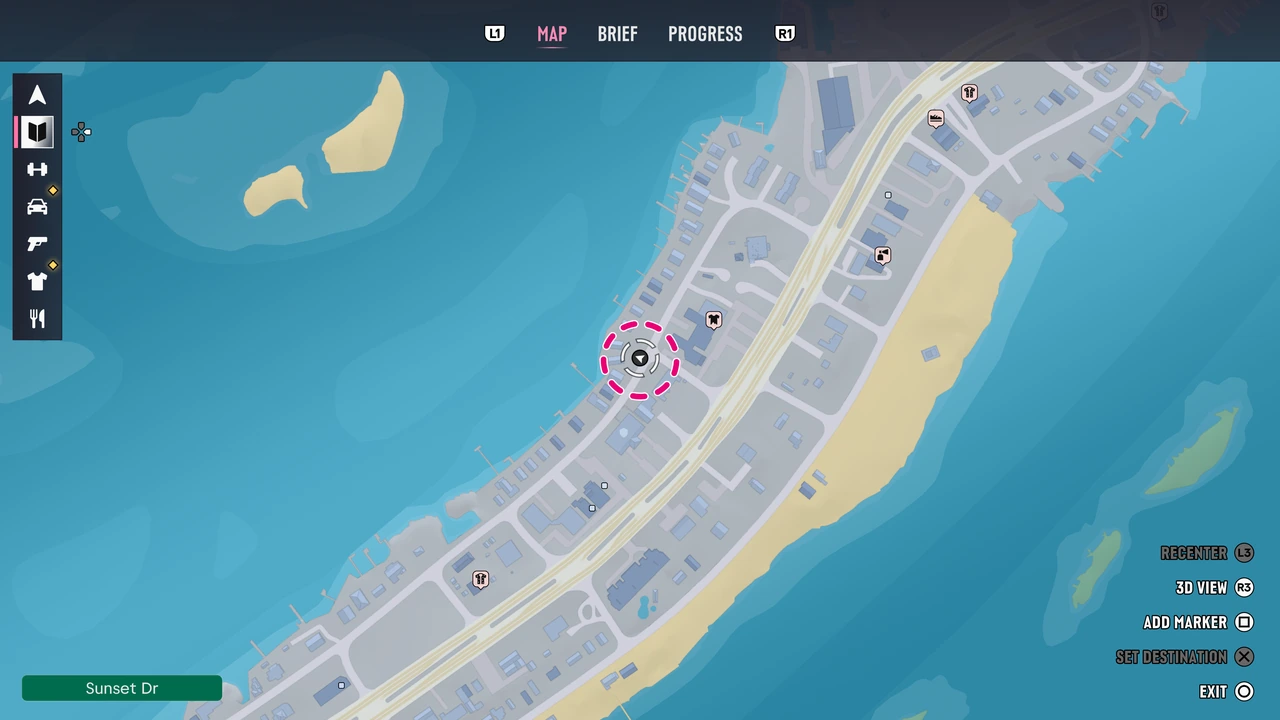 L1 MAP BRIEF PROGRESS R1
RECENTER L3
3D VIEW R3
ADD MARKER
SET DESTINATION
EXIT
Sunset Dr